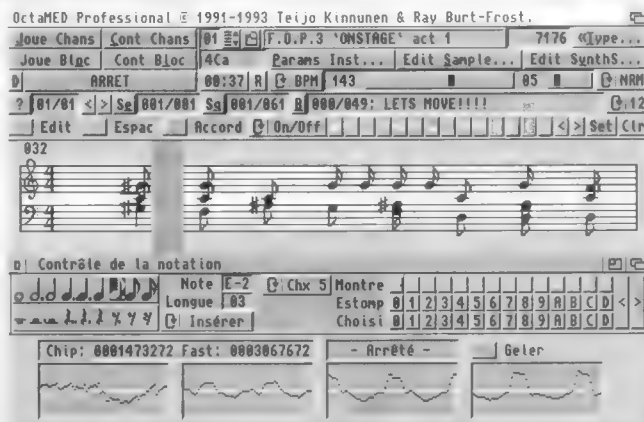 OctaMED Professional © 1991-1993 Teijo Kinnunen & Ray Burt-Frost.
Joue Chans Cont Chans 01 F.O.P.3 'ONSTAGE' act 1 7176 «Type...
Joue Bloc Cont Bloc 4Ca Params Inst... Edit Sample... Edit SynthS...
D ARRET 00:37 R BPM 143 05 NRM
? 01/01 < > Se 001/001 Sq 001/061 B 000/049: LETS MOVE!!!! 12
Edit Espac Accord On/Off < > Set Clr
032
Contrôle de la notation
Note E-2 Chx 5 Montre
Longue 03 Estomp 0 1 2 3 4 5 6 7 8 9 A B C D < >
Insérer Choisi 0 1 2 3 4 5 6 7 8 9 A B C D
Chip: 0001473272 Fast: 0003067672 - Arrêté - Geler